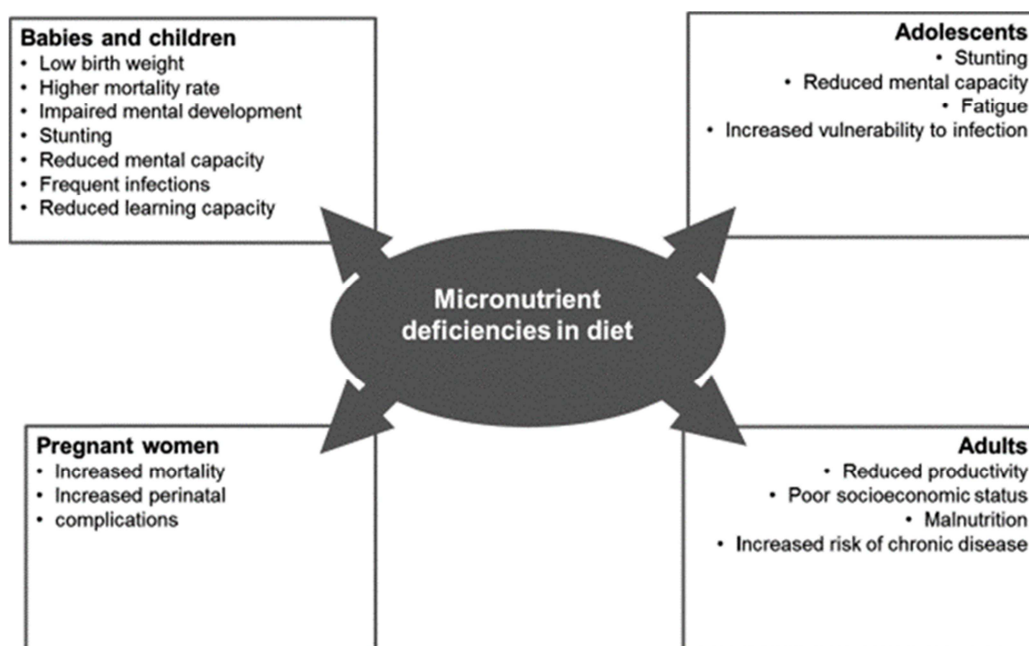 Babies and children
• Low birth weight
• Higher mortality rate
• Impaired mental development
• Stunting
• Reduced mental capacity
• Frequent infections
• Reduced learning capacity
Adolescents
• Stunting
• Reduced mental capacity
• Fatigue
• Increased vulnerability to infection
Micronutrient
deficiencies in diet
Pregnant women
• Increased mortality
• Increased perinatal
• complications
Adults
• Reduced productivity
• Poor socioeconomic status
• Malnutrition
• Increased risk of chronic disease